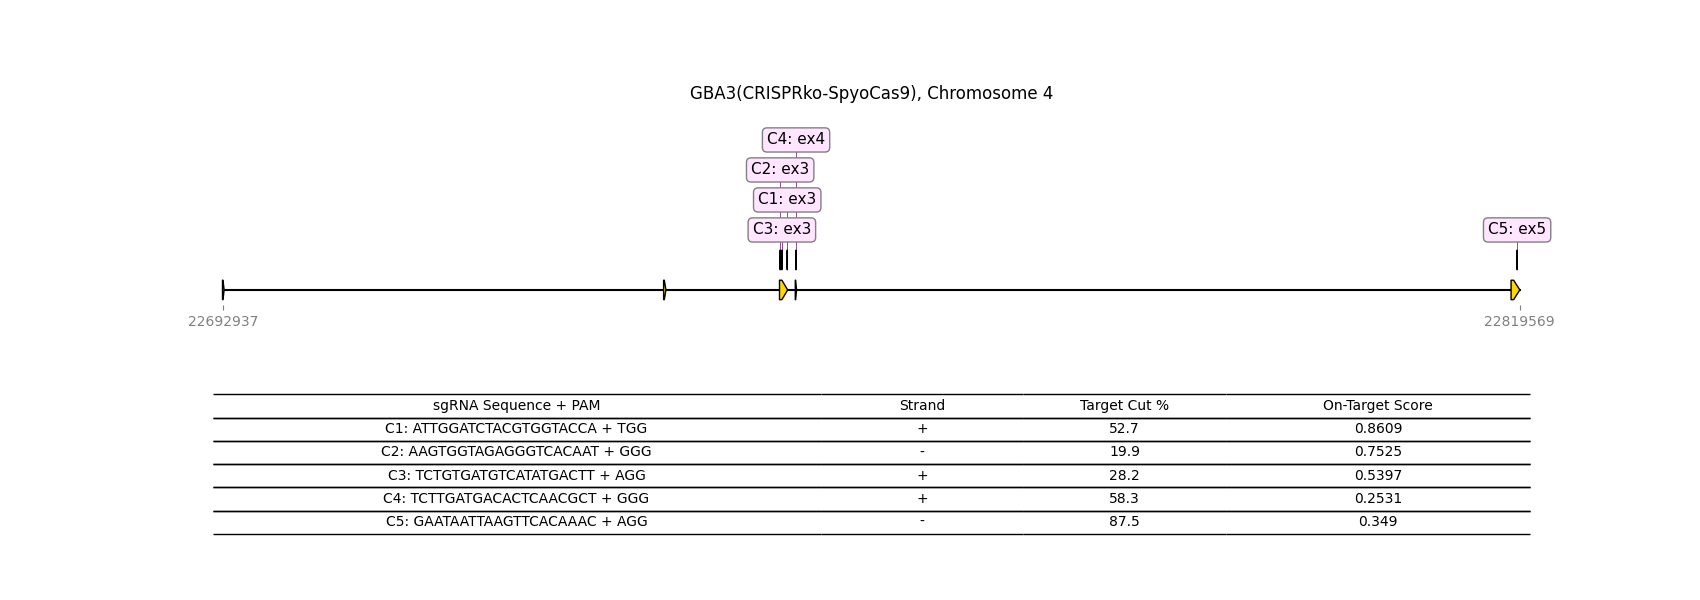 GBA3(CRISPRko-SpyoCas9), Chromosome 4
C4: ex4
C2: ex3
C1: ex3
C3: ex3
C5: ex5
22692937
22819569
sgRNA Sequence + PAM Strand Target Cut % On-Target Score
C1: ATTGGATCTACGTGGTACCA + TGG + 52.7 0.8609
C2: AAGTGGTAGAGGGTCACAAT + GGG - 19.9 0.7525
C3: TCTGTGATGTCATATGACTT + AGG + 28.2 0.5397
C4: TCTTGATGACACTCAACGCT + GGG + 58.3 0.2531
C5: GAATAATTAAGTTCACAAAC + AGG - 87.5 0.349